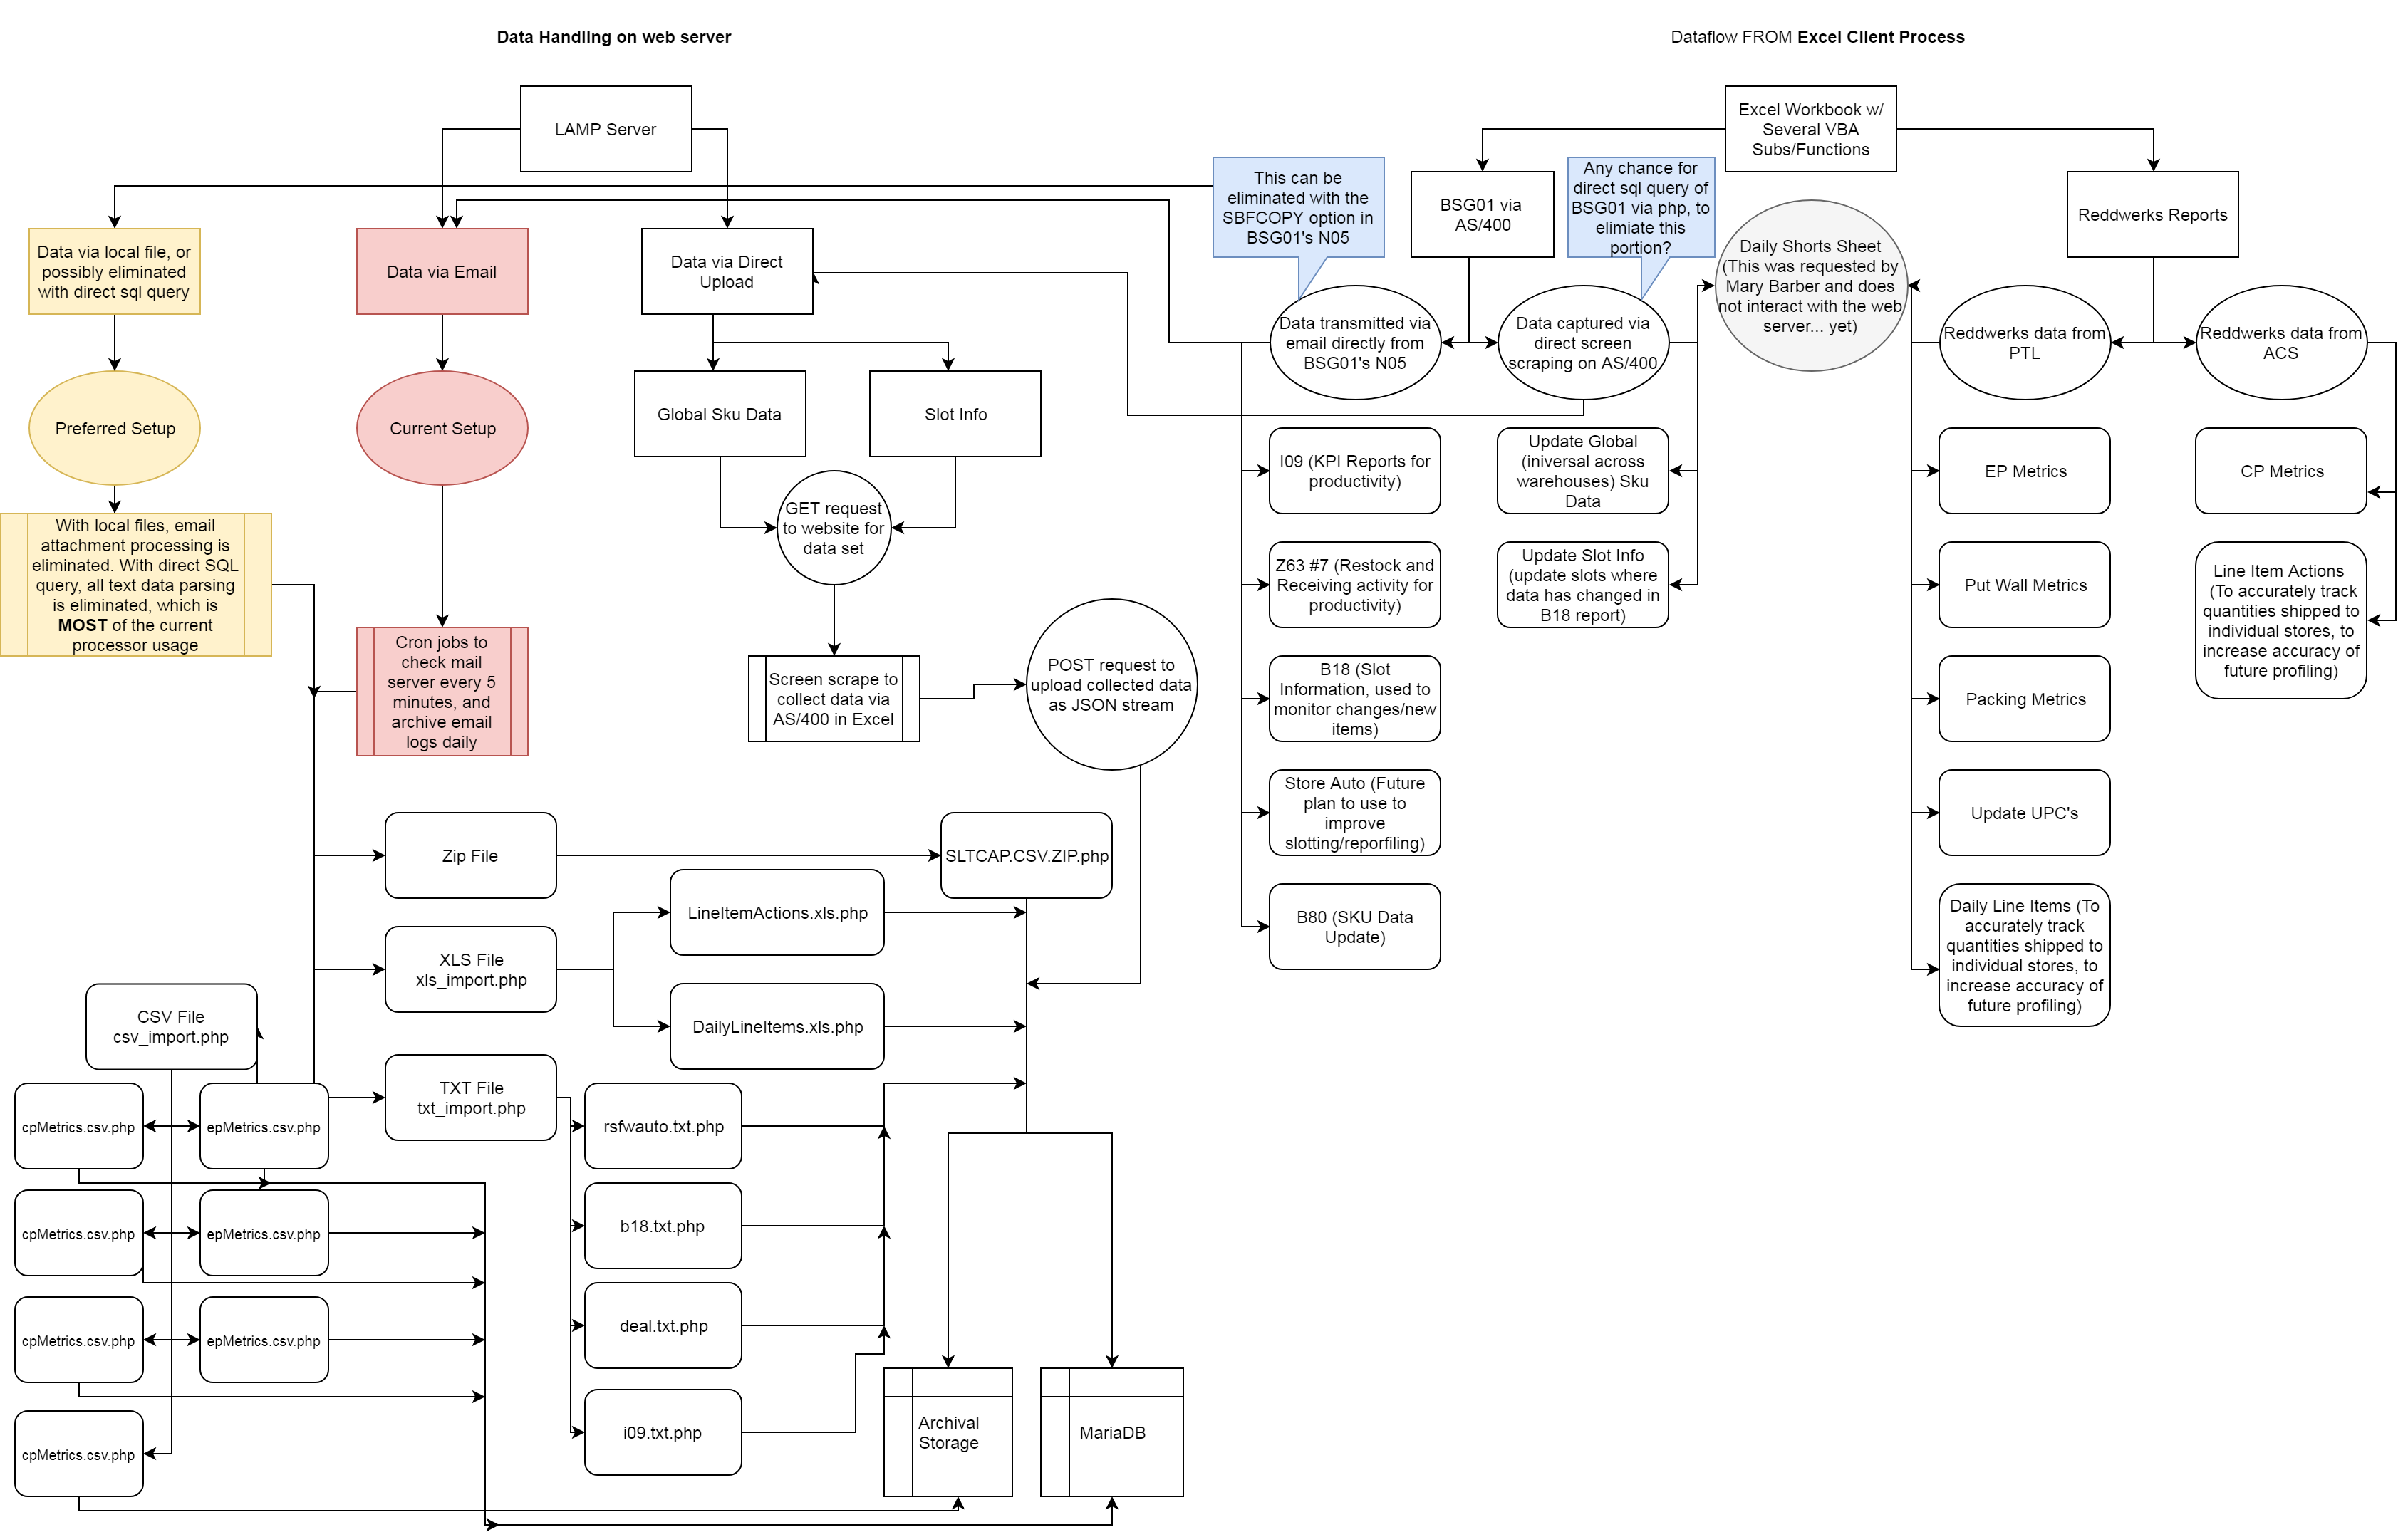 Data Handling on web server
Dataflow FROM Excel Client Process
LAMP Server
Excel Workbook w/
Several VBA
Subs/Functions
This can be
eliminated with the
SBFCOPY option in
BSG01's N05
BSG01 via
AS/400
Any chance for
direct sql query of
BSG01 via php, to
elimiate this
portion?
Reddwerks Reports
Data via local file, or
possibly eliminated
with direct sql query
Data via Email
Data via Direct
Upload
Daily Shorts Sheet
(This was requested by
Mary Barber and does
not interact with the web
server... yet)
Data transmitted via
email directly from
BSG01's N05
Data captured via
direct screen
scraping on AS/400
Reddwerks data from
PTL
Reddwerks data from
ACS
Preferred Setup
Current Setup
Global Sku Data
Slot Info
I09 (KPI Reports for
productivity)
Update Global
(iniversal across
warehouses) Sku
Data
EP Metrics
CP Metrics
GET request
to website for
data set
With local files, email
attachment processing is
eliminated. With direct SQL
query, all text data parsing
is eliminated, which is
MOST of the current
processor usage
Z63 #7 (Restock and
Receiving activity for
productivity)
Update Slot Info
(update slots where
data has changed in
B18 report)
Put Wall Metrics
Line Item Actions
(To accurately track
quantities shipped to
individual stores, to
increase accuracy of
future profiling)
Cron jobs to
check mail
server every 5
minutes, and
archive email
logs daily
Screen scrape to
collect data via
AS/400 in Excel
POST request to
upload collected data
as JSON stream
B18 (Slot
Information, used to
monitor changes/new
items)
Packing Metrics
Store Auto (Future
plan to use to
improve
slotting/reporfiling)
Update UPC's
Zip File
SLTCAP.CSV.ZIP.php
LineItemActions.xls.php
B80 (SKU Data
Update)
Daily Line Items (To
accurately track
quantities shipped to
individual stores, to
increase accuracy of
future profiling)
XLS File
xls_import.php
CSV File
csv_import.php
DailyLineItems.xls.php
TXT File
txt_import.php
cpMetrics.csv.php
epMetrics.csv.php
rsfwauto.txt.php
cpMetrics.csv.php
epMetrics.csv.php
b18.txt.php
cpMetrics.csv.php
epMetrics.csv.php
deal.txt.php
cpMetrics.csv.php
i09.txt.php
Archival
Storage
MariaDB